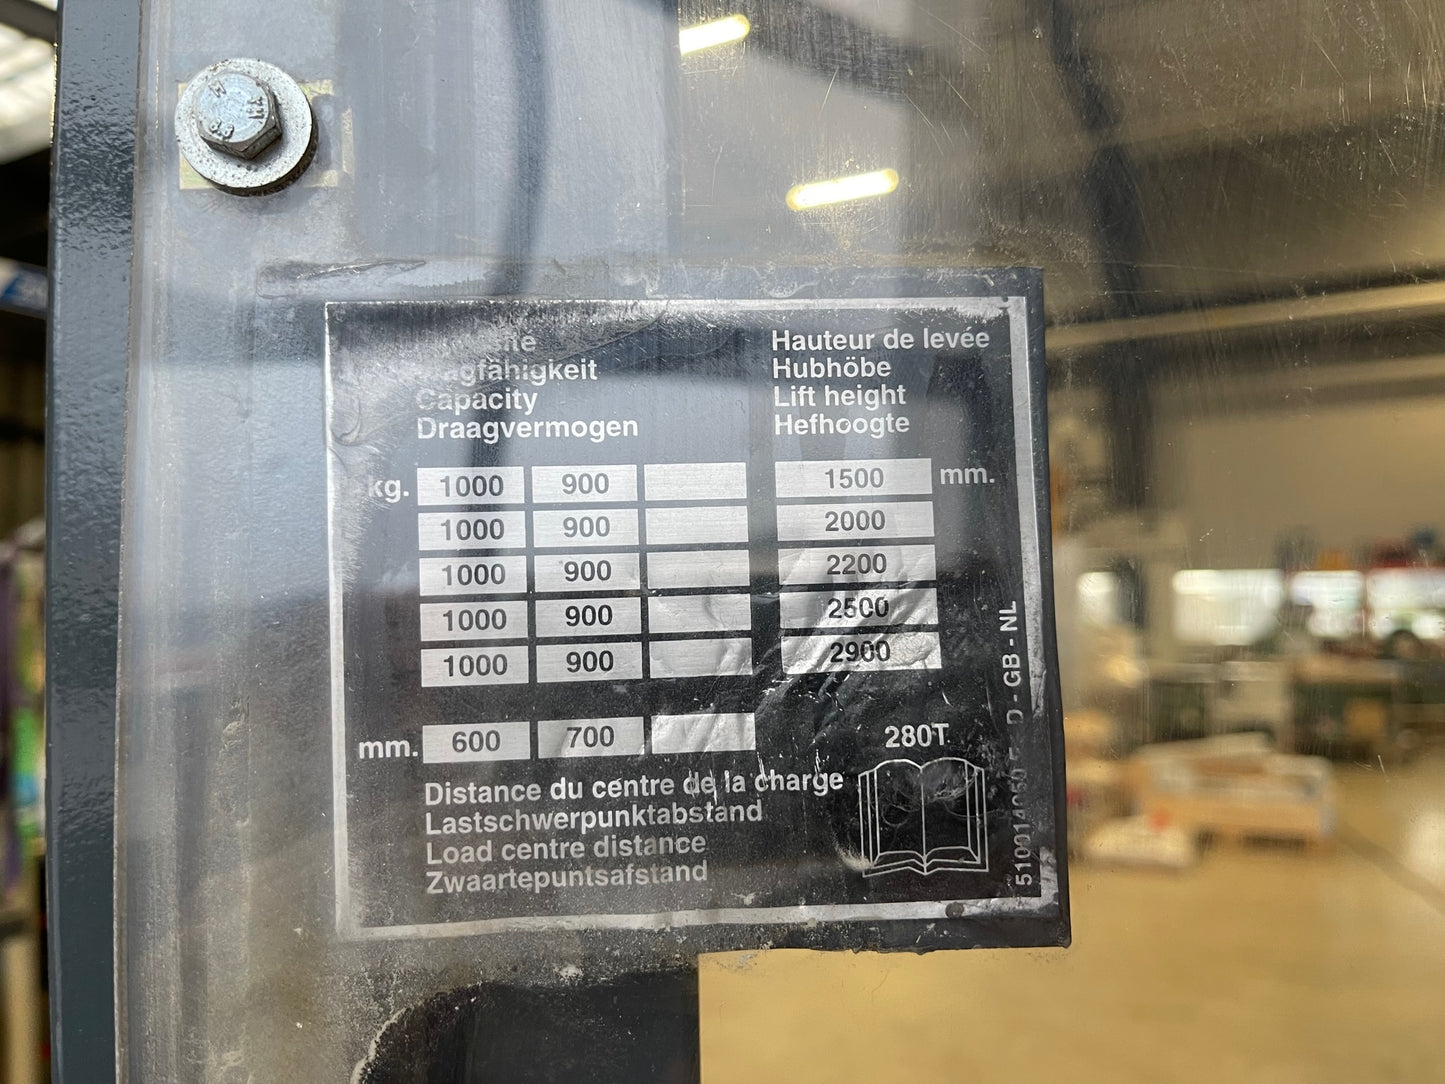 Hauteur de levée
Hubhöbe
Capacity
Lift height
Draagvermogen
Hefhoogte
kg. 1000 900 1500 mm.
1000 900 2000
1000 900 2200
1000 900 2500
1000 900 2900
mm. 600 700
280T
Distance du centre de la charge
Lastschwerpunktabstand
Load centre distance
Zwaartepuntsafstand
D - GB - NL